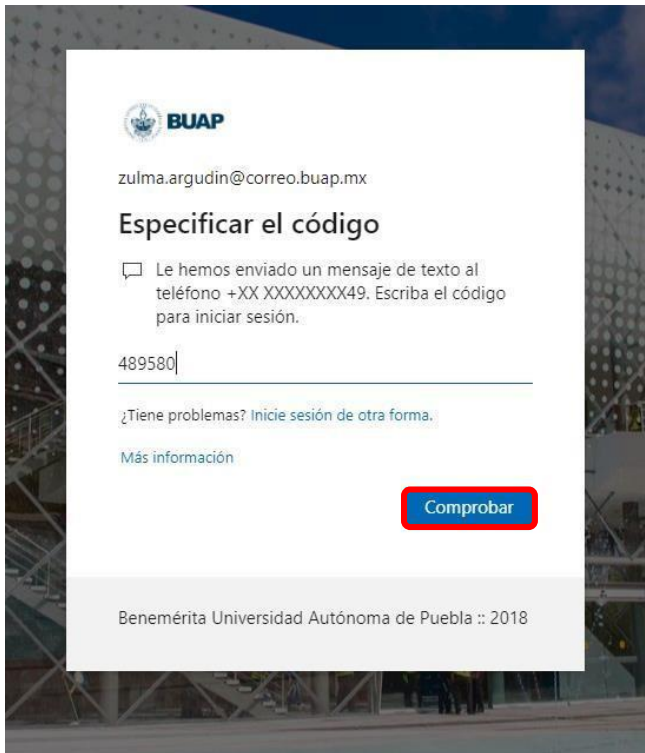 BUAP
zulma.argudin@correo.buap.mx
Especificar el código
Le hemos enviado un mensaje de texto al
teléfono +XX XXXXXXXX49. Escriba el código
para iniciar sesión.
489580
¿Tiene problemas? Inicie sesión de otra forma.
Más información
Comprobar
Benemérita Universidad Autónoma de Puebla :: 2018